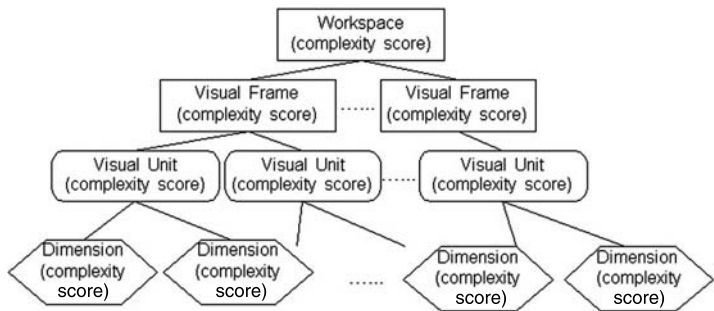 Workspace
(complexity score)
Visual Frame
(complexity score)
......
Visual Frame
(complexity score)
Visual Unit
(complexity score)
Visual Unit
(complexity score)
......
Visual Unit
(complexity score)
Dimension
(complexity
score)
Dimension
(complexity
score)
......
Dimension
(complexity
score)
Dimension
(complexity
score)